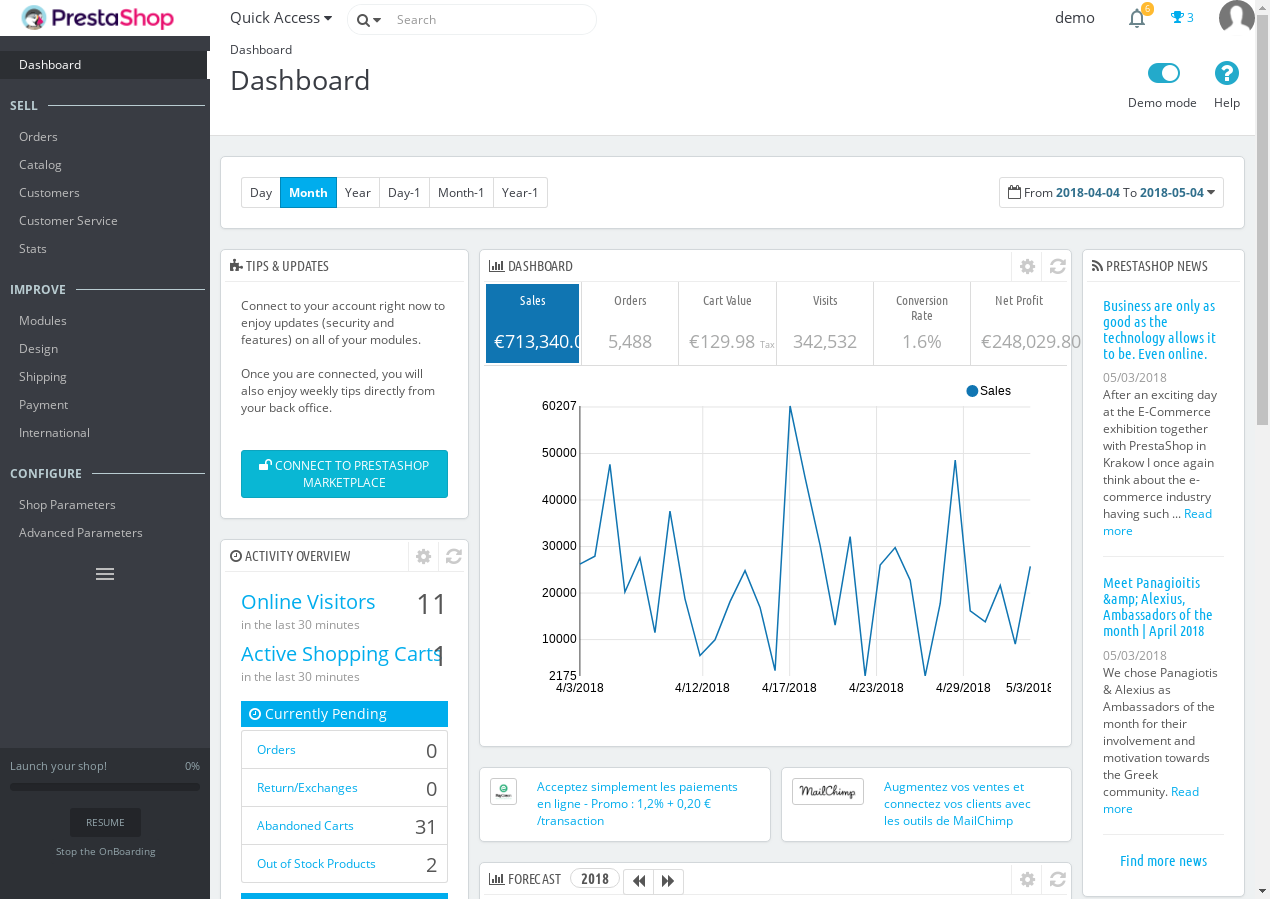 PrestaShop
Quick Access
Search
demo
6
3
Dashboard
Dashboard
Demo mode
Help
Dashboard
SELL
Orders
Catalog
Customers
Customer Service
Stats
IMPROVE
Modules
Design
Shipping
Payment
International
CONFIGURE
Shop Parameters
Advanced Parameters
Launch your shop! 0%
RESUME
Stop the OnBoarding
Day Month Year Day-1 Month-1 Year-1
From 2018-04-04 To 2018-05-04
TIPS & UPDATES
Connect to your account right now to
enjoy updates (security and
features) on all of your modules.
Once you are connected, you will
also enjoy weekly tips directly from
your back office.
CONNECT TO PRESTASHOP
MARKETPLACE
ACTIVITY OVERVIEW
Online Visitors 11
in the last 30 minutes
Active Shopping Carts 1
in the last 30 minutes
Currently Pending
Orders 0
Return/Exchanges 0
Abandoned Carts 31
Out of Stock Products 2
DASHBOARD
Sales
€713,340.0
Orders
5,488
Cart Value
€129.98 Tax
Visits
342,532
Conversion
Rate
1.6%
Net Profit
€248,029.80
Sales
60207
50000
40000
30000
20000
10000
2175
4/3/2018 4/12/2018 4/17/2018 4/23/2018 4/29/2018 5/3/2018
Acceptez simplement les paiements
en ligne - Promo : 1,2% + 0,20 €
/transaction
MailChimp
Augmentez vos ventes et
connectez vos clients avec
les outils de MailChimp
FORECAST 2018
PRESTASHOP NEWS
Business are only as
good as the
technology allows it
to be. Even online.
05/03/2018
After an exciting day
at the E-Commerce
exhibition together
with PrestaShop in
Krakow I once again
think about the e-
commerce industry
having such ... Read
more
Meet Panagioitis
&amp; Alexius,
Ambassadors of the
month | April 2018
05/03/2018
We chose Panagiotis
& Alexius as
Ambassadors of the
month for their
involvement and
motivation towards
the Greek
community. Read
more
Find more news